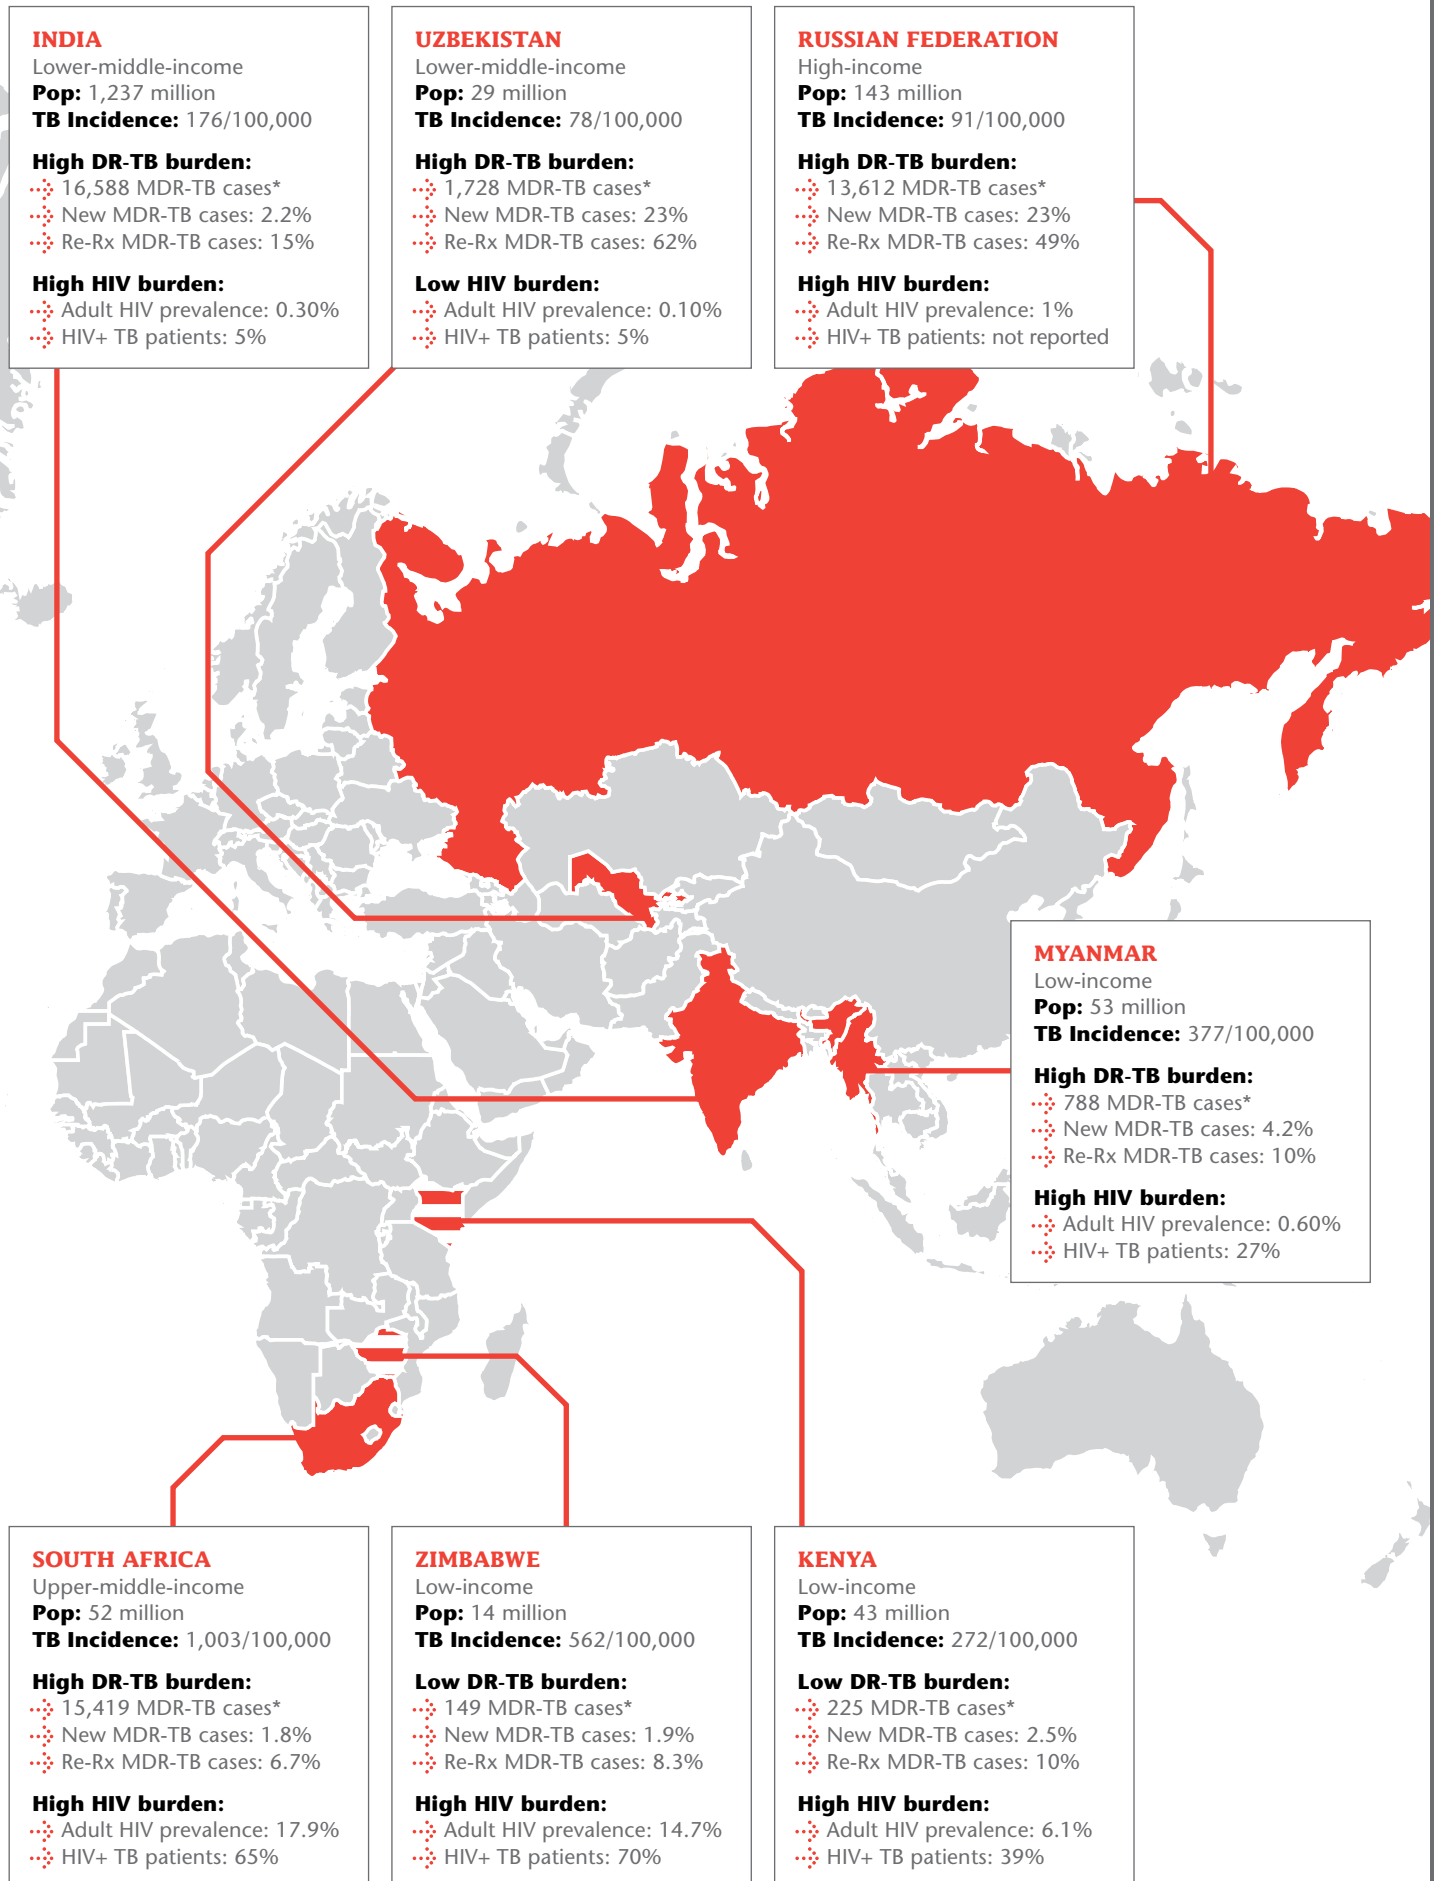 INDIA
Lower-middle-income
Pop: 1,237 million
TB Incidence: 176/100,000
High DR-TB burden:
16,588 MDR-TB cases*
New MDR-TB cases: 2.2%
Re-Rx MDR-TB cases: 15%
High HIV burden:
Adult HIV prevalence: 0.30%
HIV+ TB patients: 5%
UZBEKISTAN
Lower-middle-income
Pop: 29 million
TB Incidence: 78/100,000
High DR-TB burden:
1,728 MDR-TB cases*
New MDR-TB cases: 23%
Re-Rx MDR-TB cases: 62%
Low HIV burden:
Adult HIV prevalence: 0.10%
HIV+ TB patients: 5%
RUSSIAN FEDERATION
High-income
Pop: 143 million
TB Incidence: 91/100,000
High DR-TB burden:
13,612 MDR-TB cases*
New MDR-TB cases: 23%
Re-Rx MDR-TB cases: 49%
High HIV burden:
Adult HIV prevalence: 1%
HIV+ TB patients: not reported
MYANMAR
Low-income
Pop: 53 million
TB Incidence: 377/100,000
High DR-TB burden:
788 MDR-TB cases*
New MDR-TB cases: 4.2%
Re-Rx MDR-TB cases: 10%
High HIV burden:
Adult HIV prevalence: 0.60%
HIV+ TB patients: 27%
SOUTH AFRICA
Upper-middle-income
Pop: 52 million
TB Incidence: 1,003/100,000
High DR-TB burden:
15,419 MDR-TB cases*
New MDR-TB cases: 1.8%
Re-Rx MDR-TB cases: 6.7%
High HIV burden:
Adult HIV prevalence: 17.9%
HIV+ TB patients: 65%
ZIMBABWE
Low-income
Pop: 14 million
TB Incidence: 562/100,000
Low DR-TB burden:
149 MDR-TB cases*
New MDR-TB cases: 1.9%
Re-Rx MDR-TB cases: 8.3%
High HIV burden:
Adult HIV prevalence: 14.7%
HIV+ TB patients: 70%
KENYA
Low-income
Pop: 43 million
TB Incidence: 272/100,000
Low DR-TB burden:
225 MDR-TB cases*
New MDR-TB cases: 2.5%
Re-Rx MDR-TB cases: 10%
High HIV burden:
Adult HIV prevalence: 6.1%
HIV+ TB patients: 39%